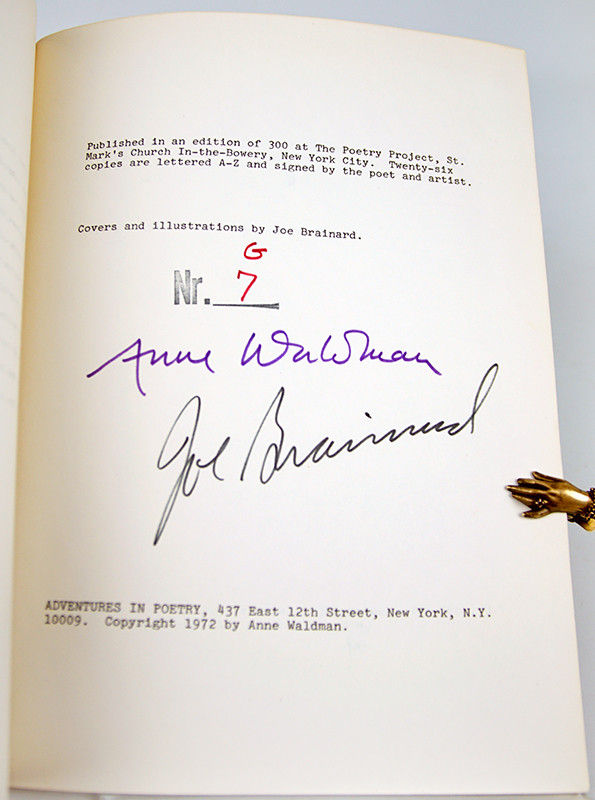 Published in an edition of 300 at The Poetry Project, St.
Mark's Church In-the-Bowery, New York City.  Twenty-six
copies are lettered A-Z and signed by the poet and artist.
Covers and illustrations by Joe Brainard.
G
Nr. 7
Anne Waldman
Joe Brainard
ADVENTURES IN POETRY, 437 East 12th Street, New York, N.Y.
10009.  Copyright 1972 by Anne Waldman.